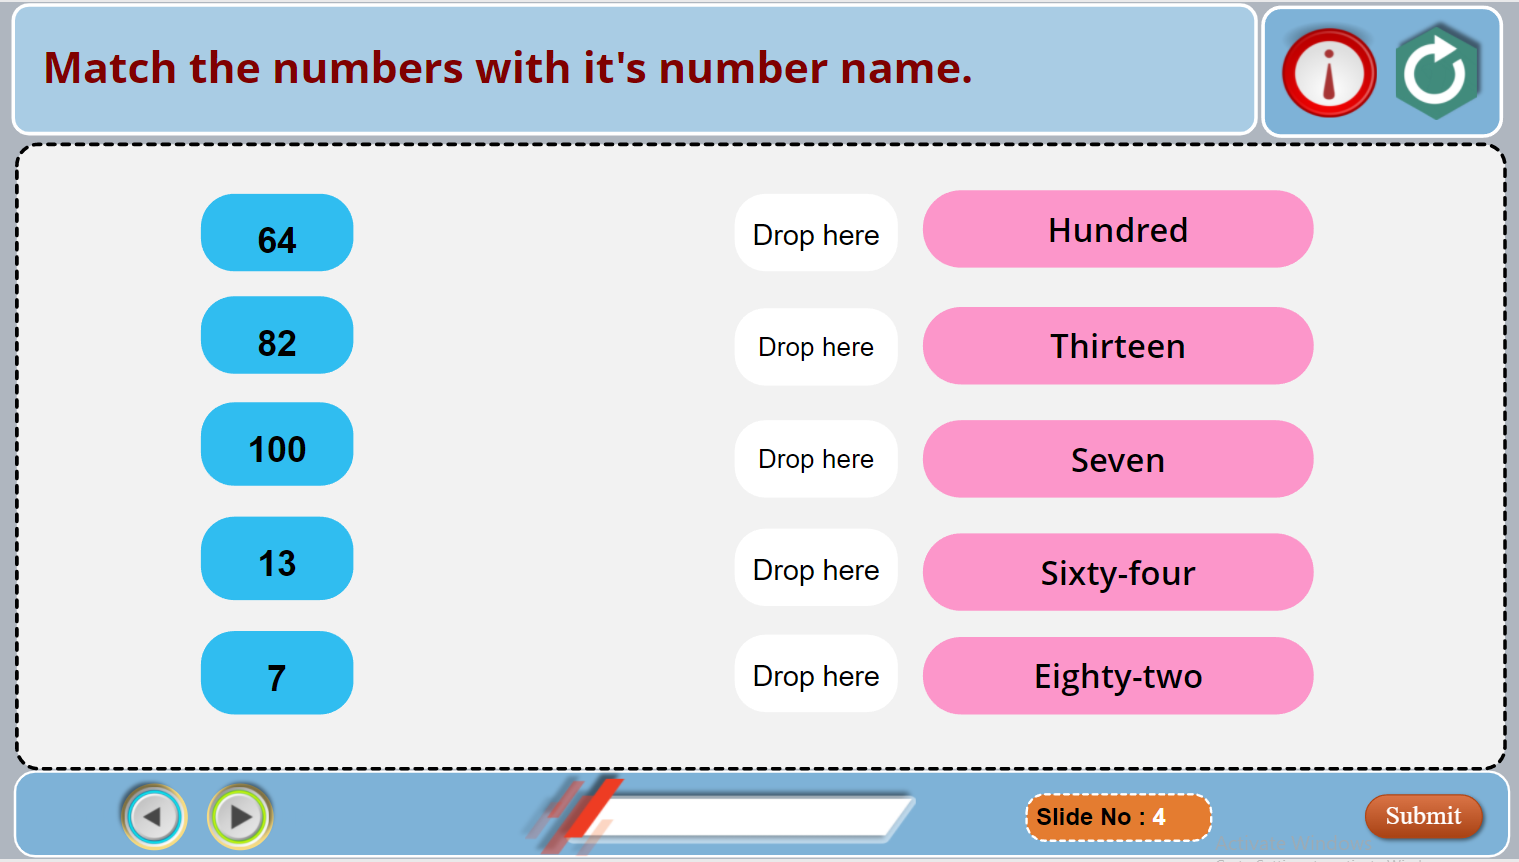 Match the numbers with it's number name.
64
Drop here
Hundred
82
Drop here
Thirteen
100
Drop here
Seven
13
Drop here
Sixty-four
7
Drop here
Eighty-two
Slide No : 4
Submit